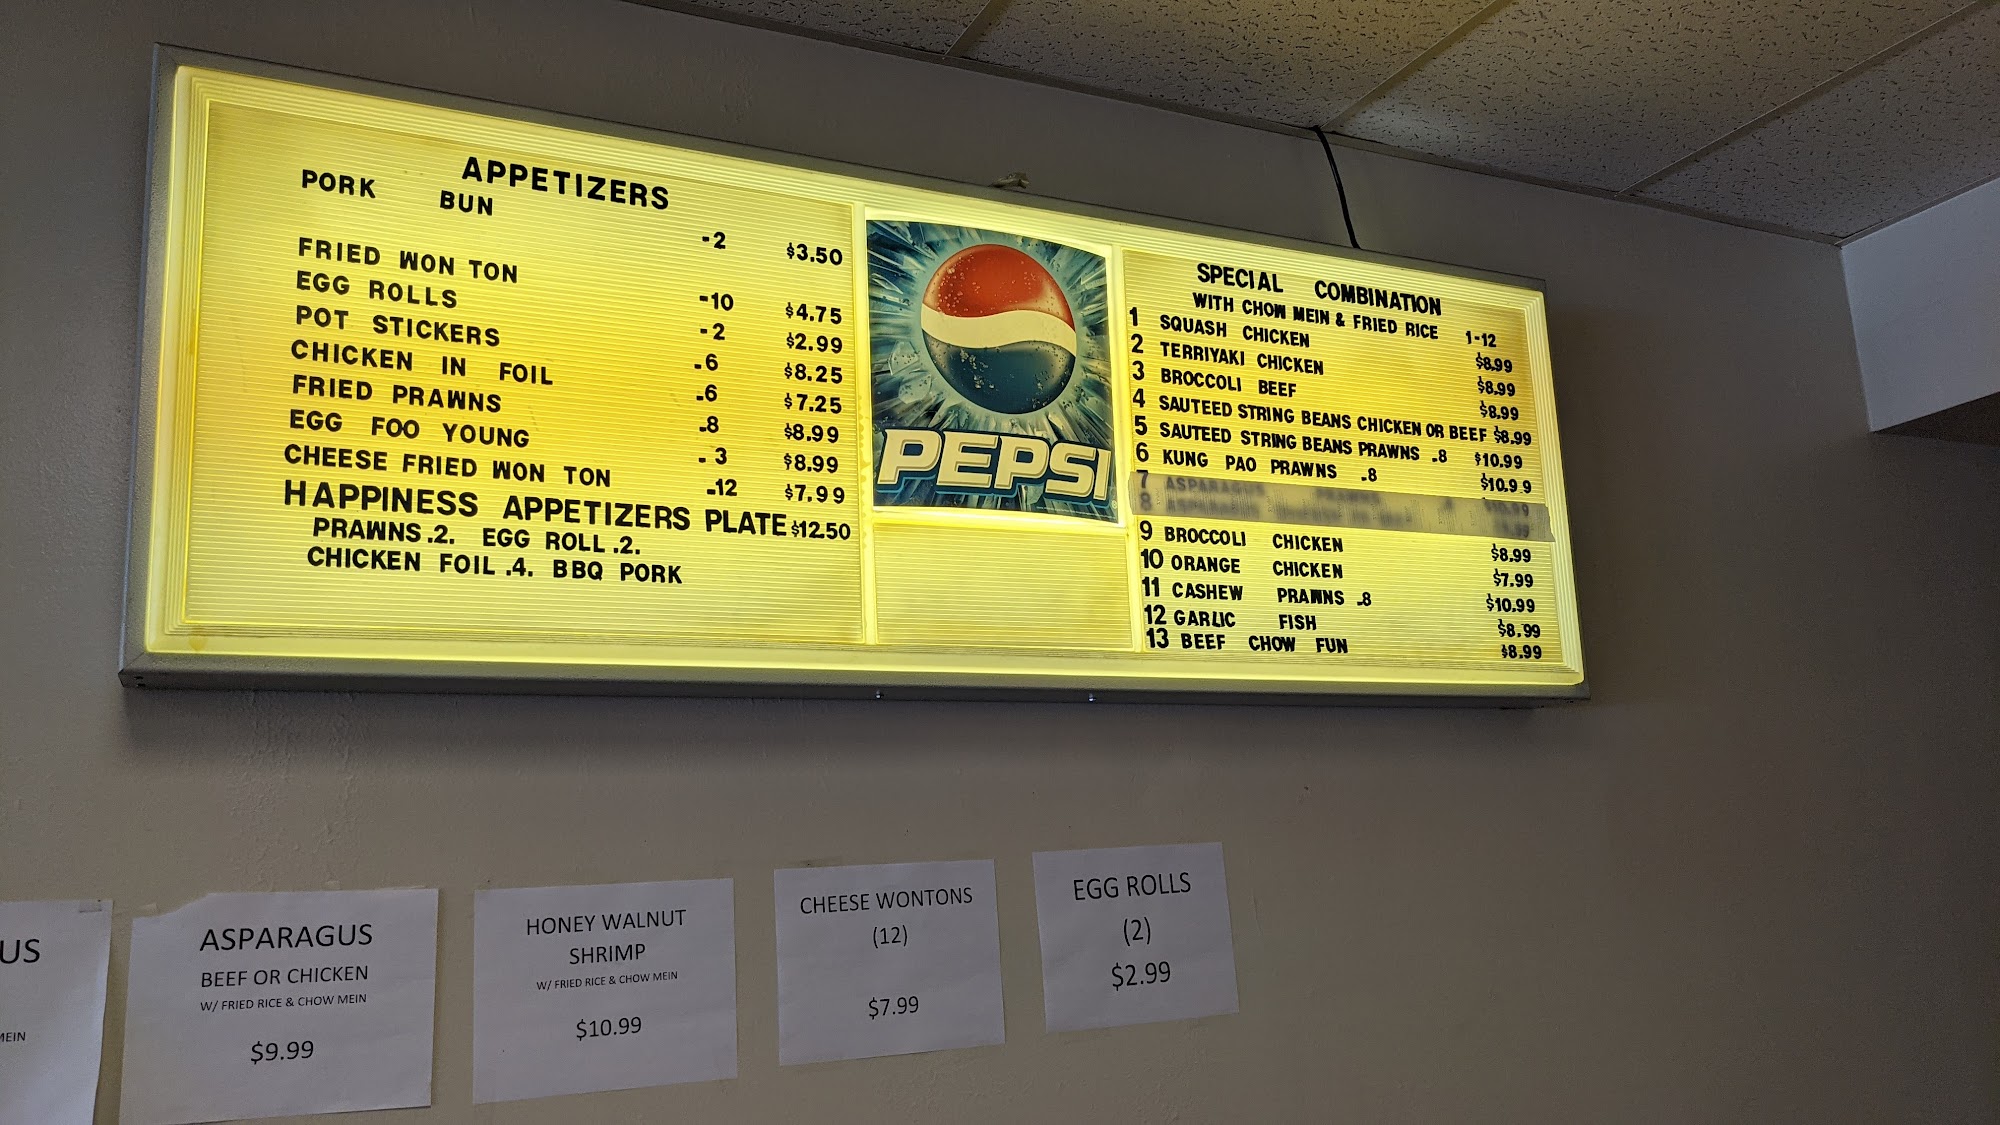 APPETIZERS
PORK BUN -2 $3.50
FRIED WON TON -10 $4.75
EGG ROLLS -2 $2.99
POT STICKERS -6 $8.25
CHICKEN IN FOIL -6 $7.25
FRIED PRAWNS -8 $8.99
EGG FOO YOUNG -3 $8.99
CHEESE FRIED WON TON -12 $7.99
HAPPINESS APPETIZERS PLATE $12.50
PRAWNS .2. EGG ROLL .2.
CHICKEN FOIL .4. BBQ PORK
PEPSI
SPECIAL COMBINATION
WITH CHOW MEIN & FRIED RICE 1-12
1 SQUASH CHICKEN $8.99
2 TERRIYAKI CHICKEN $8.99
3 BROCCOLI BEEF $8.99
4 SAUTEED STRING BEANS CHICKEN OR BEEF $8.99
5 SAUTEED STRING BEANS PRAWNS .8 $10.99
6 KUNG PAO PRAWNS .8 $10.99
7 ASPARAGUS PRAWNS
8 ASPARAGUS
9 BROCCOLI CHICKEN $8.99
10 ORANGE CHICKEN $7.99
11 CASHEW PRAWNS .8 $10.99
12 GARLIC FISH $8.99
13 BEEF CHOW FUN $8.99
US
MEIN
ASPARAGUS
BEEF OR CHICKEN
W/ FRIED RICE & CHOW MEIN
$9.99
HONEY WALNUT
SHRIMP
W/ FRIED RICE & CHOW MEIN
$10.99
CHEESE WONTONS
(12)
$7.99
EGG ROLLS
(2)
$2.99